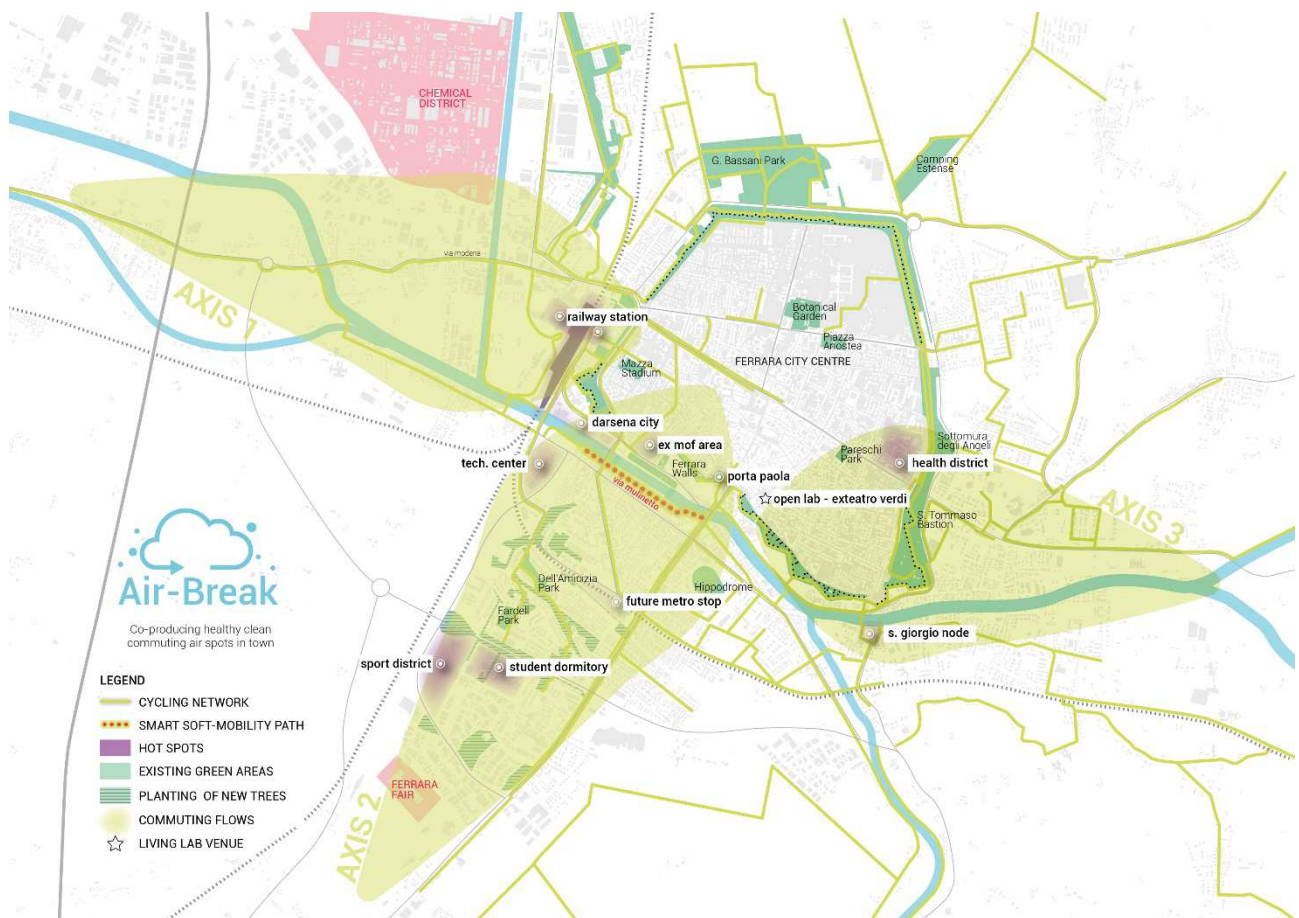 CHEMICAL
DISTRICT
G. Bassani Park
Camping
Estense
via modena
AXIS 1
railway station
Botanical
Garden
Piazza
Ariostea
FERRARA CITY CENTRE
Mazza
Stadium
darsena city
ex mof area
tech. center
Ferrara
Walls
via mulinetto
porta paola
Pareschi
Park
Sottomura
degli Angeli
health district
open lab - exteatro verdi
S. Tommaso
Bastion
AXIS 3
Air-Break
Co-producing healthy clean
commuting air spots in town
Dell'Amicizia
Park
Hippodrome
Fardell
Park
future metro stop
s. giorgio node
sport district
student dormitory
FERRARA
FAIR
AXIS 2
LEGEND
CYCLING NETWORK
SMART SOFT-MOBILITY PATH
HOT SPOTS
EXISTING GREEN AREAS
PLANTING OF NEW TREES
COMMUTING FLOWS
LIVING LAB VENUE